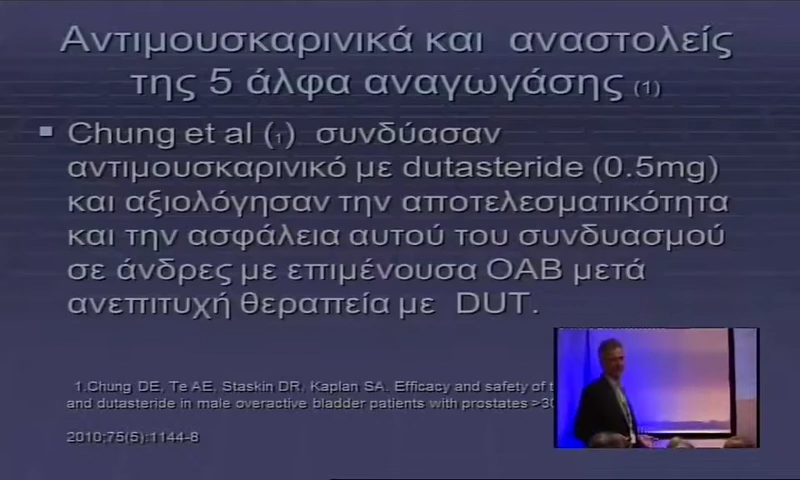 Αντιμουσκαρινικά και αναστολείς
της 5 άλφα αναγωγάσης (1)
Chung et al (1) συνδύασαν
αντιμουσκαρινικό με dutasteride (0.5mg)
και αξιολόγησαν την αποτελεσματικότητα
και την ασφάλεια αυτού του συνδυασμού
σε άνδρες με επιμένουσα OAB μετά
ανεπιτυχή θεραπεία με DUT.
1.Chung DE, Te AE, Staskin DR, Kaplan SA. Efficacy and safety of
and dutasteride in male overactive bladder patients with prostates >30
2010;75(5):1144-8